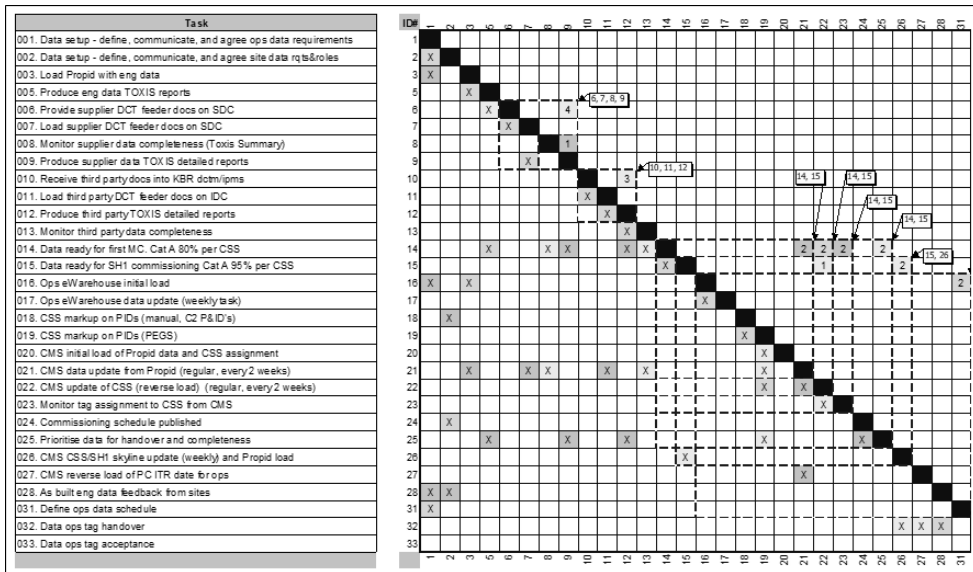 Task
001. Data setup - define, communicate, and agree ops data requirements
002. Data setup - define, communicate, and agree site data rqts&roles
003. Load Propid with eng data
005. Produce eng data TOXIS reports
006. Provide supplier DCT feeder docs on SDC
007. Load supplier DCT feeder docs on SDC
008. Monitor supplier data completeness (Toxis Summary)
009. Produce supplier data TOXIS detailed reports
010. Receive third party docs into KBR dctm/ipms
011. Load third party DCT feeder docs on IDC
012. Produce third party TOXIS detailed reports
013. Monitor third party data completeness
014. Data ready for first MC. Cat A 80% per CSS
015. Data ready for SH1 commissioning Cat A 95% per CSS
016. Ops eWarehouse initial load
017. Ops eWarehouse data update (weekly task)
018. CSS markup on PIDs (manual, C2 P&ID's)
019. CSS markup on PIDs (PEGS)
020. CMS initial load of Propid data and CSS assignment
021. CMS data update from Propid (regular, every 2 weeks)
022. CMS update of CSS (reverse load) (regular, every 2 weeks)
023. Monitor tag assignment to CSS from CMS
024. Commissioning schedule published
025. Prioritise data for handover and completeness
026. CMS CSS/SH1 skyline update (weekly) and Propid load
027. CMS reverse load of PC ITR date for ops
028. As built eng data feedback from sites
031. Define ops data schedule
032. Data ops tag handover
033. Data ops tag acceptance
ID# 1 2 3 5 6 7 8 9 10 11 12 13 14 15 16 17 18 19 20 21 22 23 24 25 26 27 28 31
1
2 X
3 X
5 X
6 X 4 6, 7, 8, 9
7 X
8 1
9 X
10 3 10, 11, 12
11 X
12 X 14, 15 14, 15
13 X 14, 15
14 X X X X X 2 2 2 2 14, 15
15 X 1 2 15, 26
16 X X 2
17 X
18 X
19 X
20 X
21 X X X X X X
22 X X
23 X
24 X
25 X X X X X
26 X
27 X
28 X X
31 X
32 X X X
33
1 2 3 5 6 7 8 9 10 11 12 13 14 15 16 17 18 19 20 21 22 23 24 25 26 27 28 31